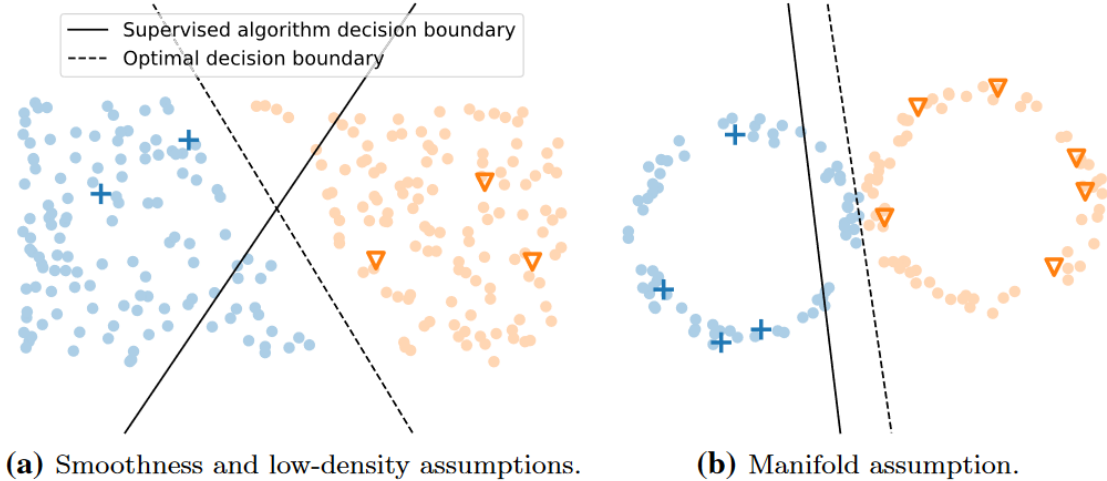 Supervised algorithm decision boundary
Optimal decision boundary
(a) Smoothness and low-density assumptions.
(b) Manifold assumption.